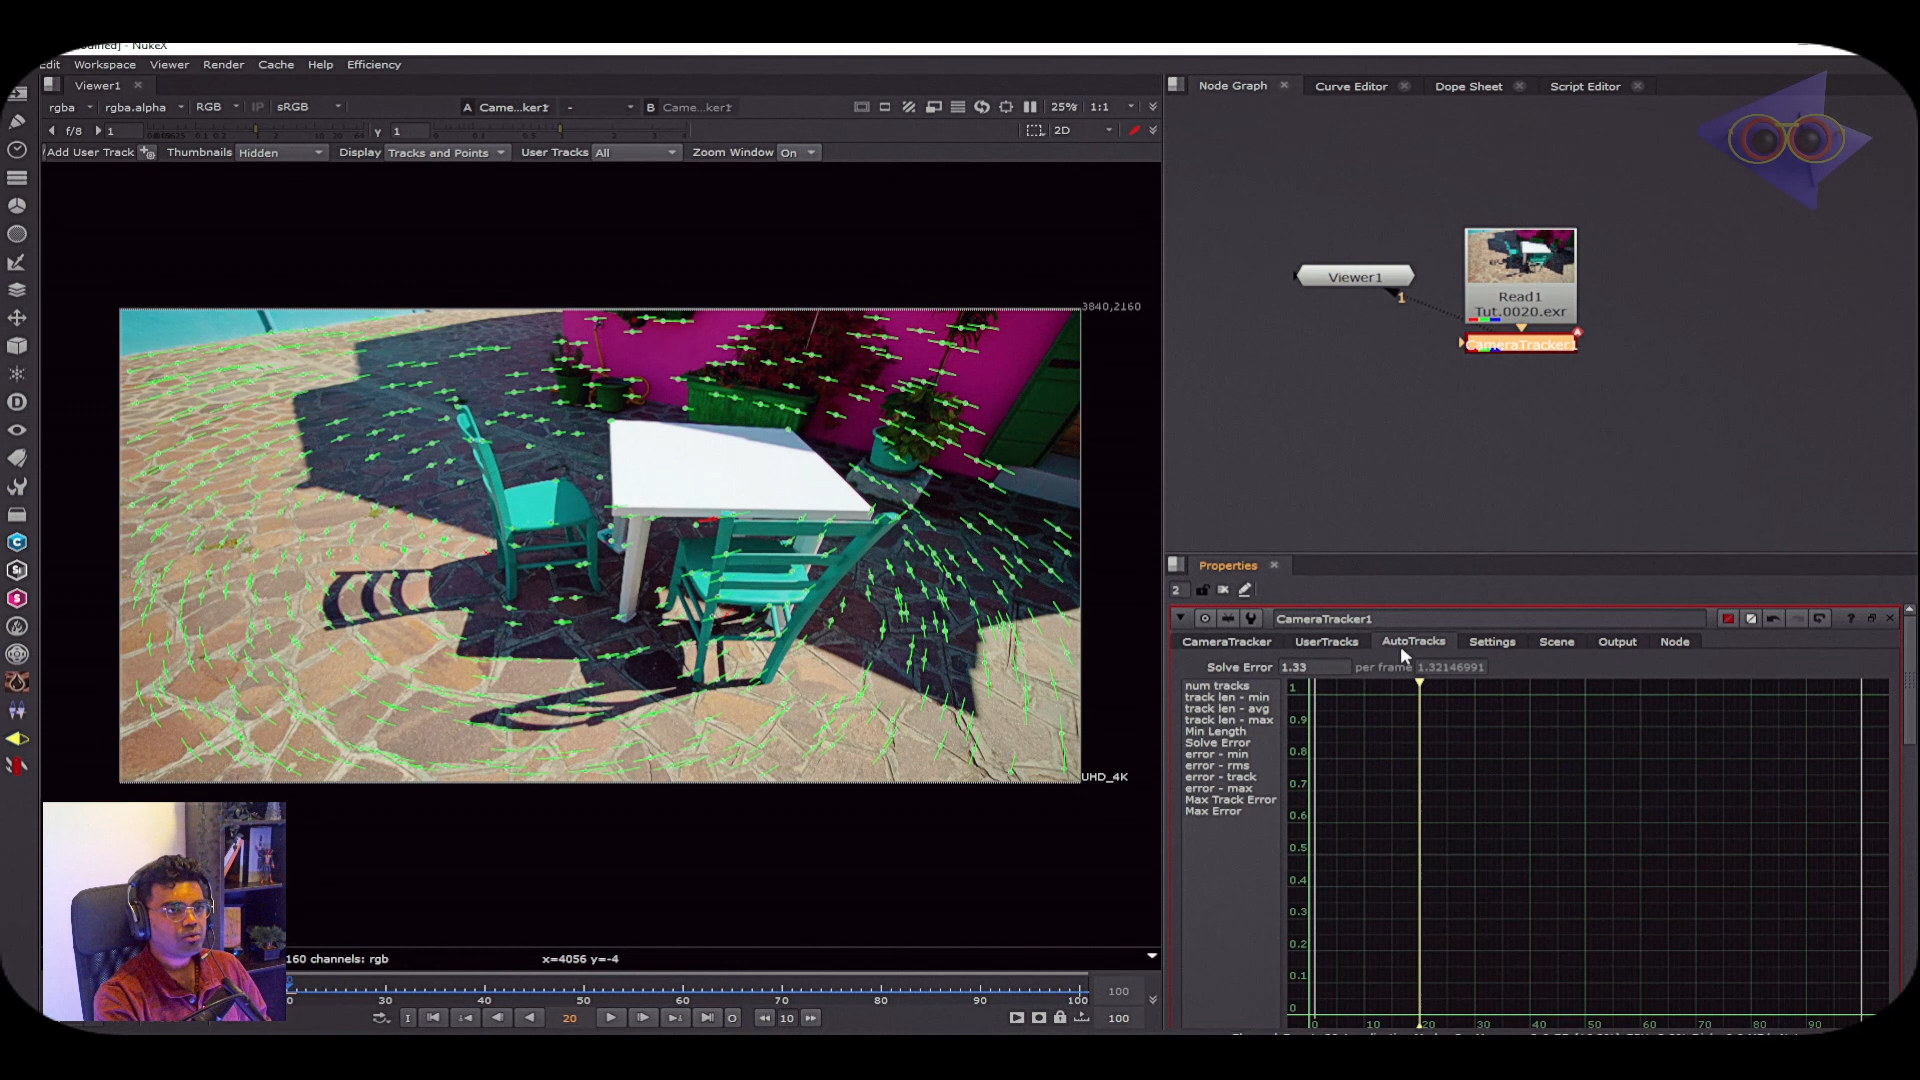 dified] - NukeX
dit Workspace Viewer Render Cache Help Efficiency
Viewer1
rgba rgba.alpha RGB IP sRGB A Came...ker1 - B Came...ker1 25% 1:1
f/8 1 Y 1 2D
Add User Track Thumbnails Hidden Display Tracks and Points User Tracks All Zoom Window On
3840,2160
UHD_4K
160 channels: rgb x=4056 y=-4
0 30 40 50 60 70 80 90 100 100
I 20 O 10 100
Node Graph Curve Editor Dope Sheet Script Editor
Viewer1
1
Read1
Tut.0020.exr
A
CameraTracker1
Properties
2
CameraTracker1 ?
CameraTracker UserTracks AutoTracks Settings Scene Output Node
Solve Error 1.33 per frame 1.32146991
num tracks
track len - min
track len - avg
track len - max
Min Length
Solve Error
error - min
error - rms
error - track
error - max
Max Track Error
Max Error
1
0.9
0.8
0.7
0.6
0.5
0.4
0.3
0.2
0.1
0
0 10 20 30 40 50 60 70 80 90